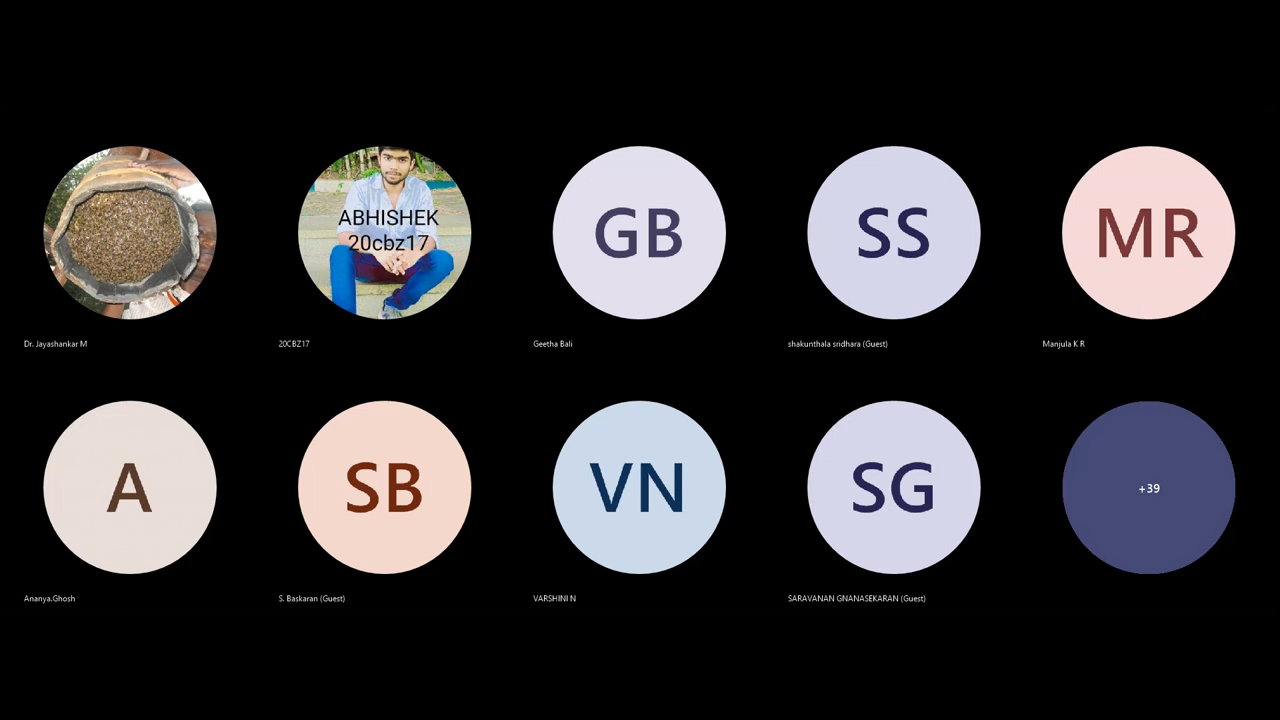 ABHISHEK
20cbz17
GB
SS
MR
Dr. Jayashankar M
20CBZ17
Geetha Bali
shakunthala sridhara (Guest)
Manjula K R
A
SB
VN
SG
+39
Ananya.Ghosh
S. Baskaran (Guest)
VARSHINI N
SARAVANAN GNANASEKARAN (Guest)